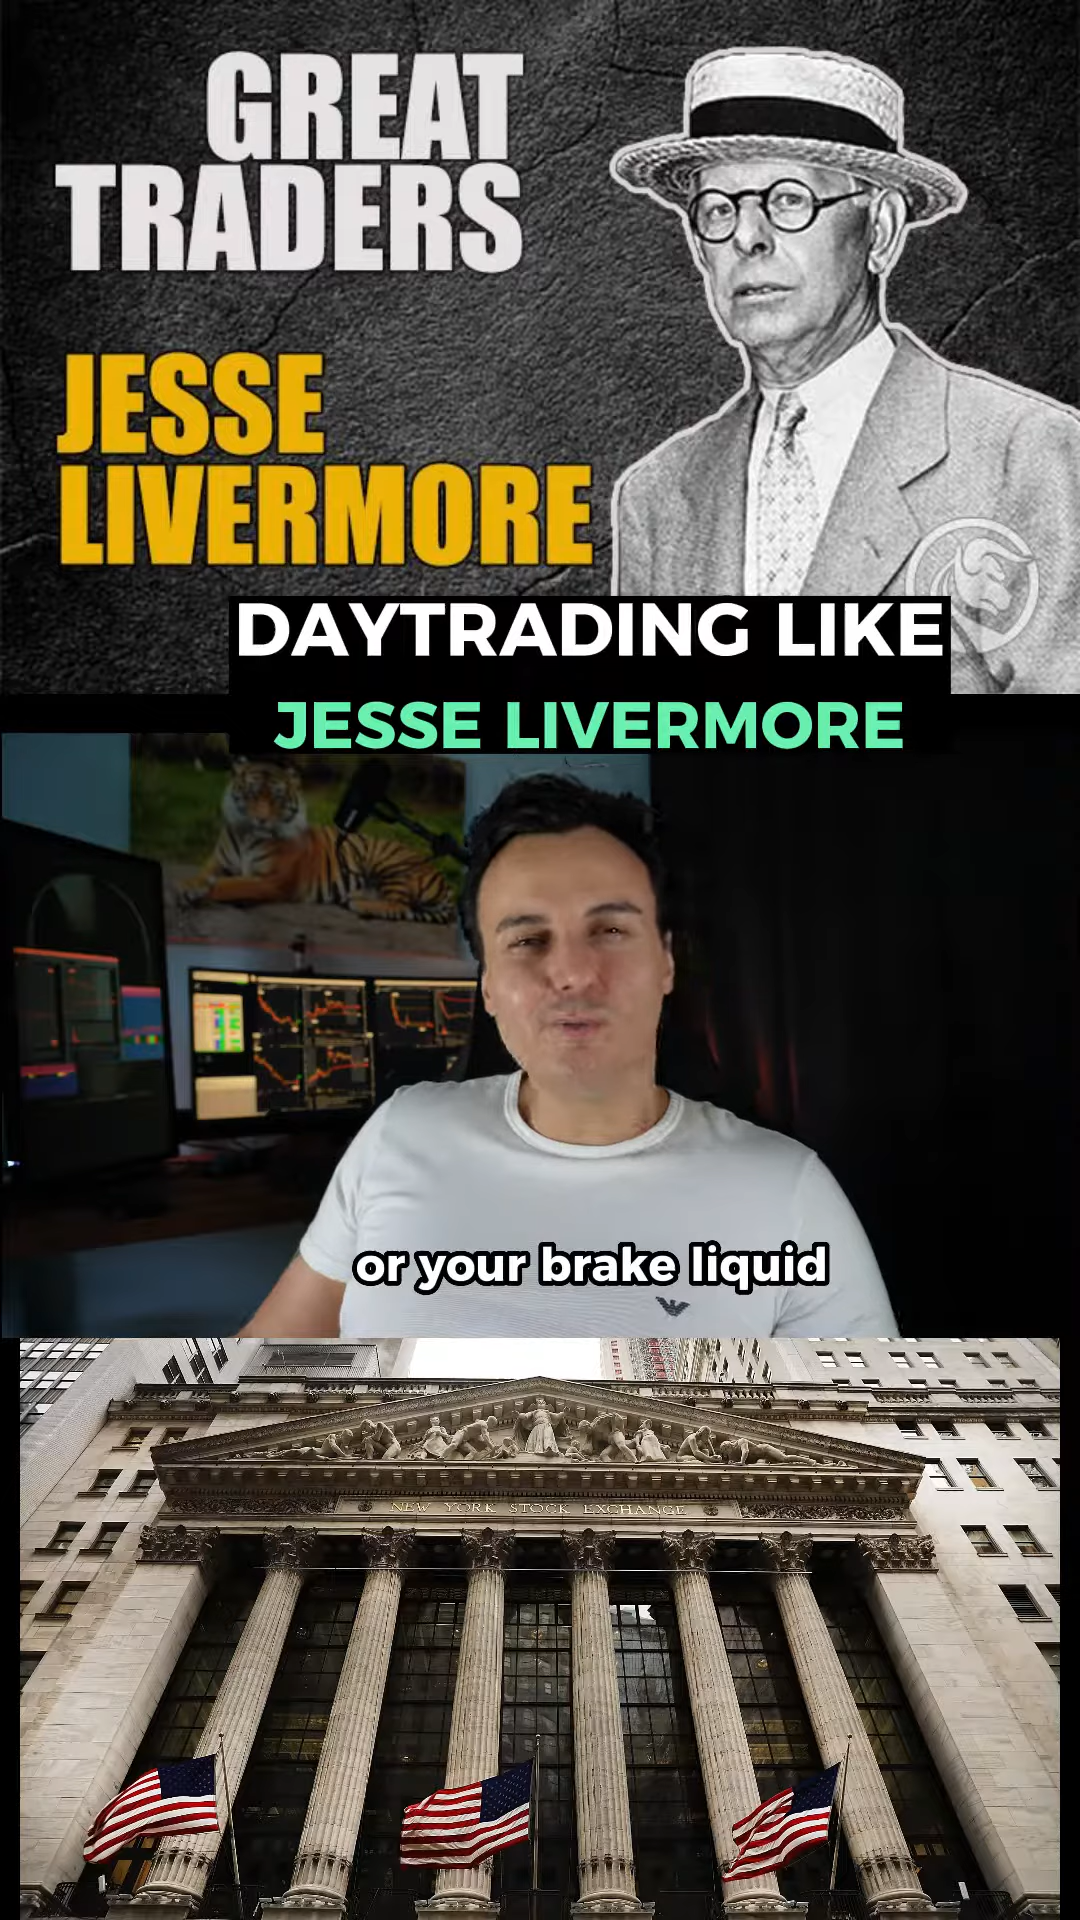 GREAT
TRADERS
JESSE
LIVERMORE
DAYTRADING LIKE
JESSE LIVERMORE
or your brake liquid
NEW YORK STOCK EXCHANGE